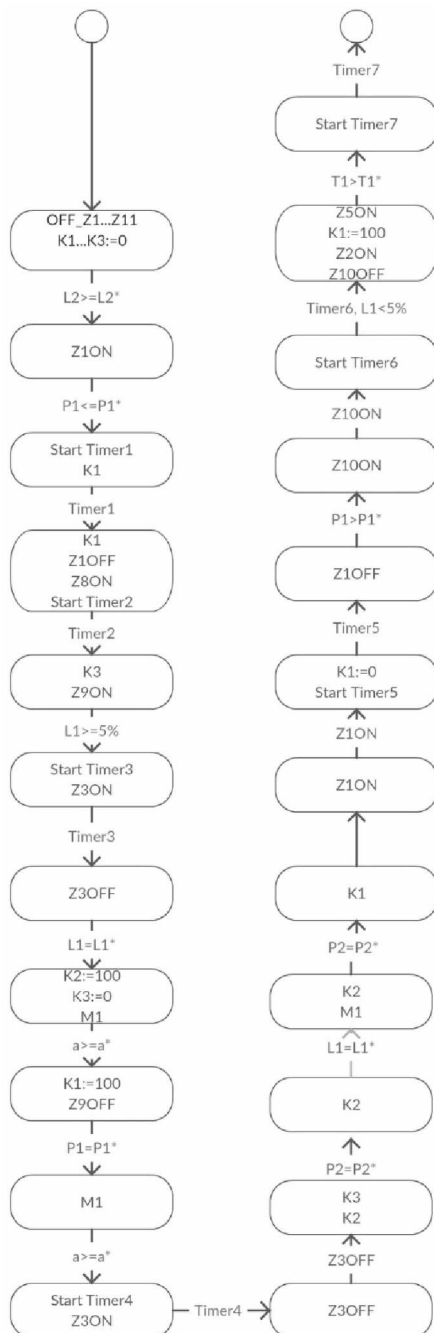 OFF_Z1...Z11
K1...K3:=0
L2>=L2*
Z1ON
P1<=P1*
Start Timer1
K1
Timer1
K1
Z1OFF
Z8ON
Start Timer2
Timer2
K3
Z9ON
L1>=5%
Start Timer3
Z3ON
Timer3
Z3OFF
L1=L1*
K2:=100
K3:=0
M1
a>=a*
K1:=100
Z9OFF
P1=P1*
M1
a>=a*
Start Timer4
Z3ON
Timer4
Z3OFF
Z3OFF
K3
K2
P2=P2*
K2
L1=L1*
K2
M1
P2=P2*
K1
Z1ON
Z1ON
K1:=0
Start Timer5
Timer5
Z1OFF
P1>P1*
Z10ON
Z10ON
Start Timer6
Timer6, L1<5%
Z5ON
K1:=100
Z2ON
Z10OFF
T1>T1*
Start Timer7
Timer7